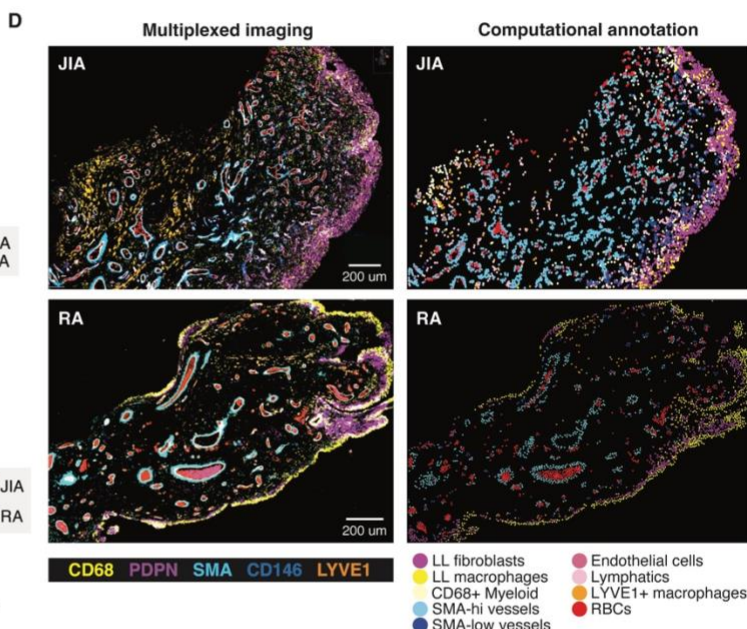 D
Multiplexed imaging
Computational annotation
JIA
200 um
JIA
A
A
RA
200 um
RA
JIA
RA
CD68 PDPN SMA CD146 LYVE1
LL fibroblasts
LL macrophages
CD68+ Myeloid
SMA-hi vessels
SMA-low vessels
Endothelial cells
Lymphatics
LYVE1+ macrophages
RBCs